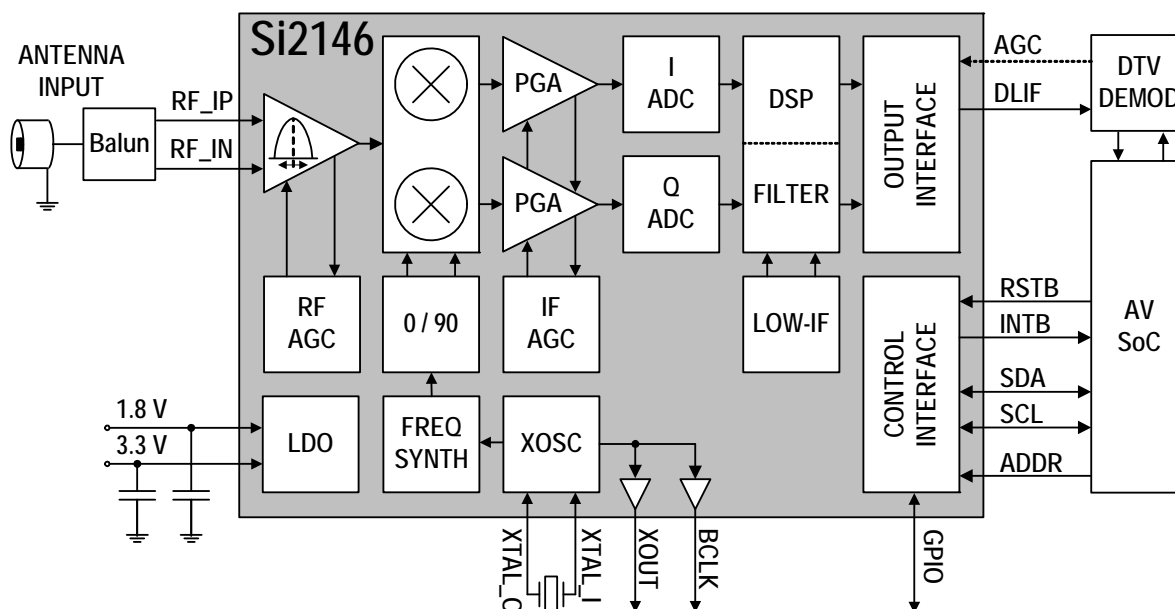 Si2146
ANTENNA
INPUT
RF_IP
RF_IN
Balun
PGA
PGA
I
ADC
Q
ADC
DSP
FILTER
OUTPUT
INTERFACE
AGC
DLIF
DTV
DEMOD
RF
AGC
0 / 90
IF
AGC
LOW-IF
CONTROL
INTERFACE
RSTB
INTB
SDA
SCL
ADDR
AV
SoC
1.8 V
3.3 V
LDO
FREQ
SYNTH
XOSC
XTAL_O
XTAL_I
XOUT
BCLK
GPIO